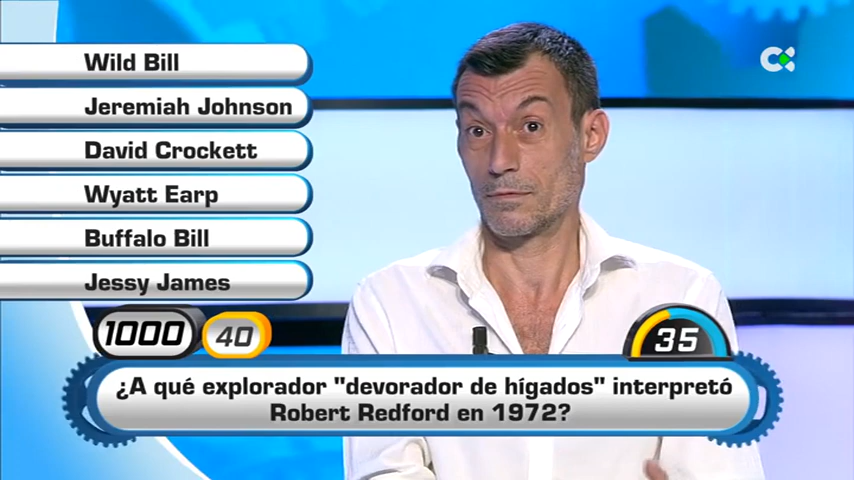 Wild Bill
Jeremiah Johnson
David Crockett
Wyatt Earp
Buffalo Bill
Jessy James
1000
40
35
¿A qué explorador "devorador de hígados" interpretó
Robert Redford en 1972?